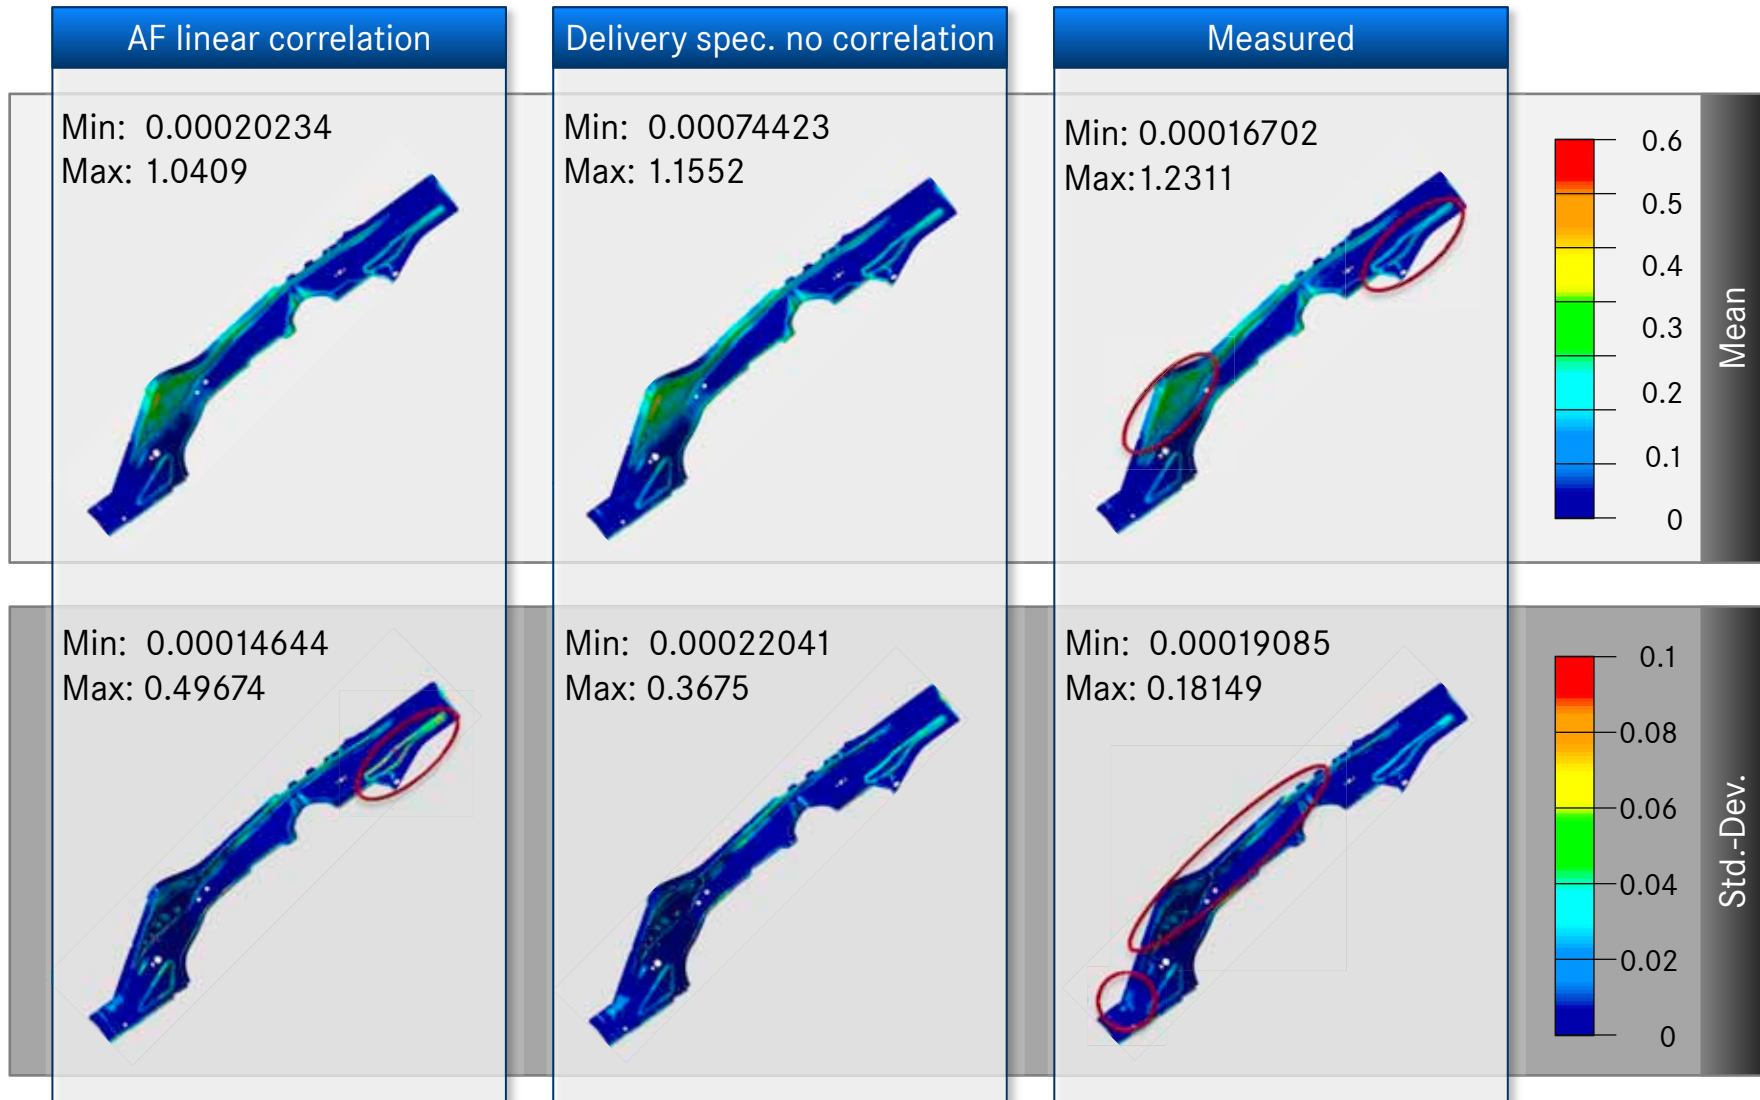 AF linear correlation
Delivery spec. no correlation
Measured
Min: 0.00020234
Max: 1.0409
Min: 0.00074423
Max: 1.1552
Min: 0.00016702
Max:1.2311
0.6
0.5
0.4
0.3
0.2
0.1
0
Mean
Min: 0.00014644
Max: 0.49674
Min: 0.00022041
Max: 0.3675
Min: 0.00019085
Max: 0.18149
0.1
0.08
0.06
0.04
0.02
0
Std.-Dev.